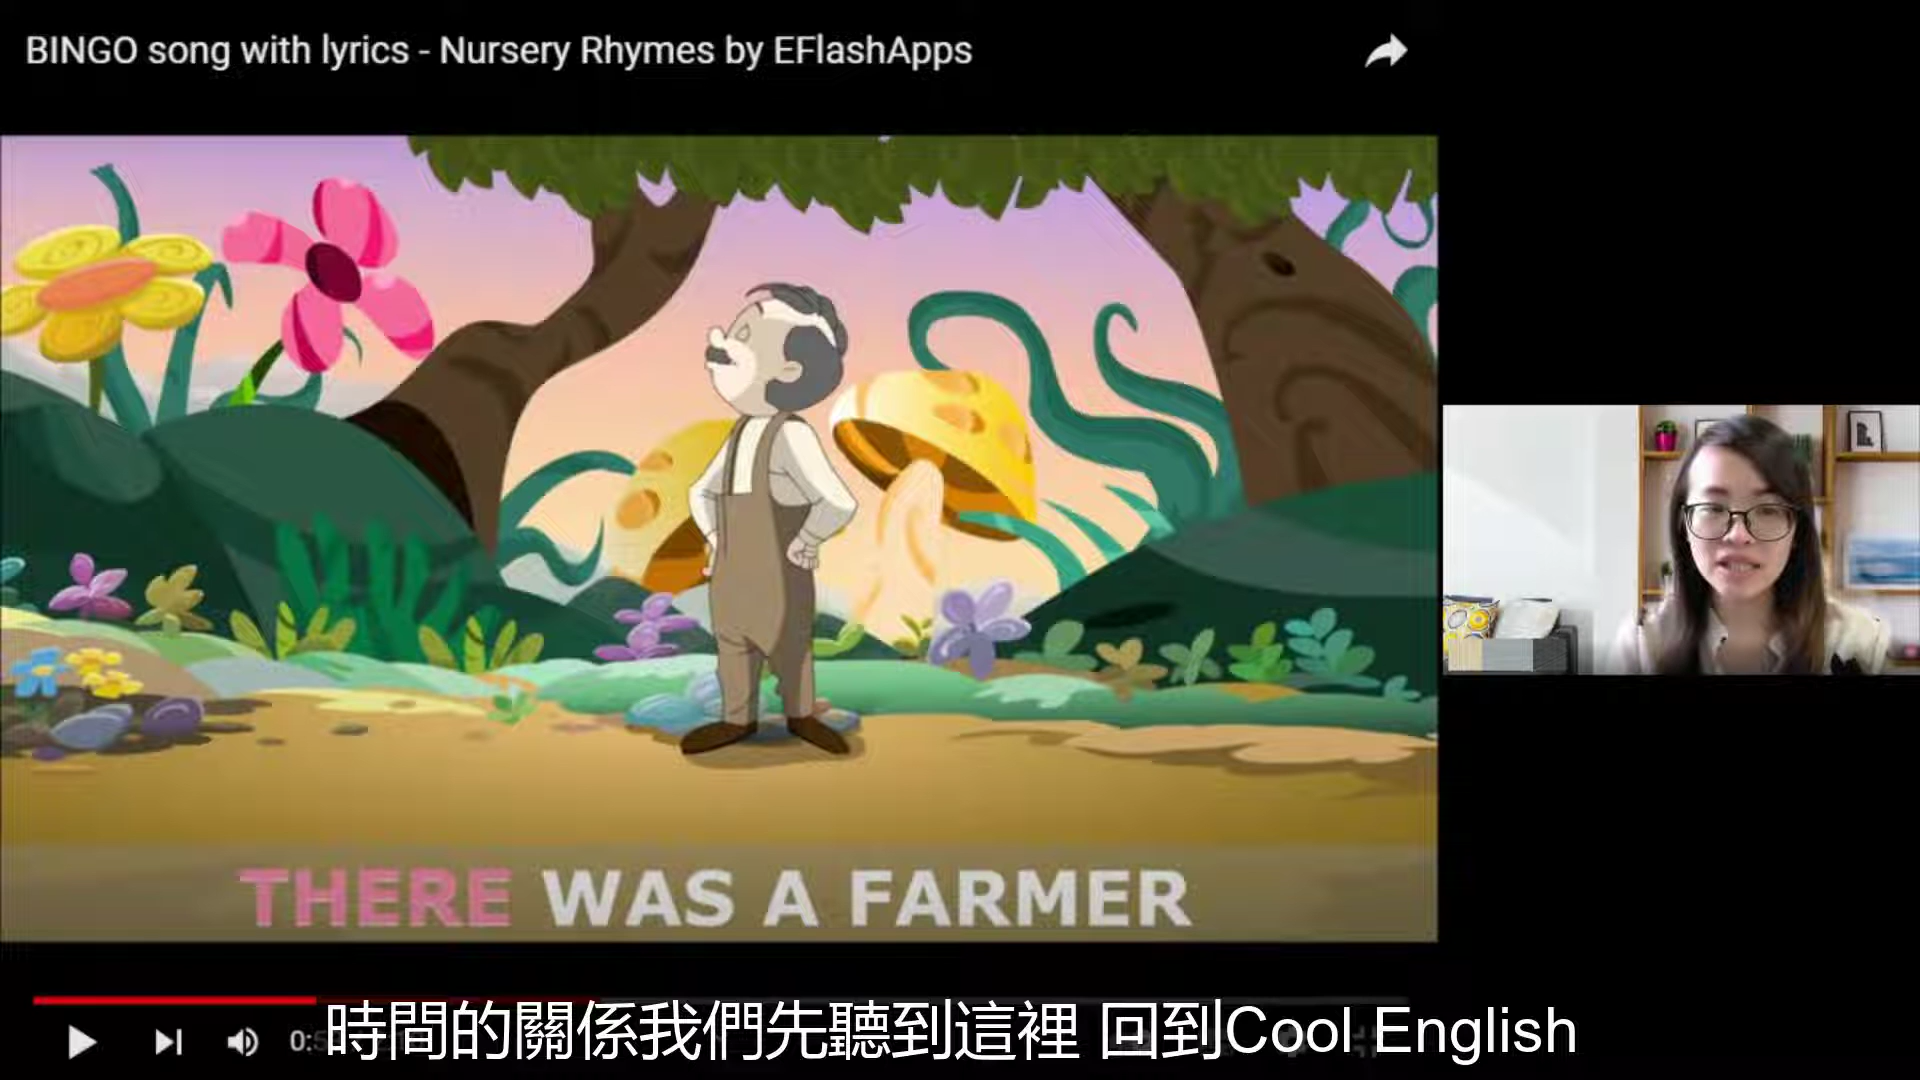 BINGO song with lyrics - Nursery Rhymes by EFlashApps
THERE WAS A FARMER
時間的關係我們先聽到這裡 回到Cool English